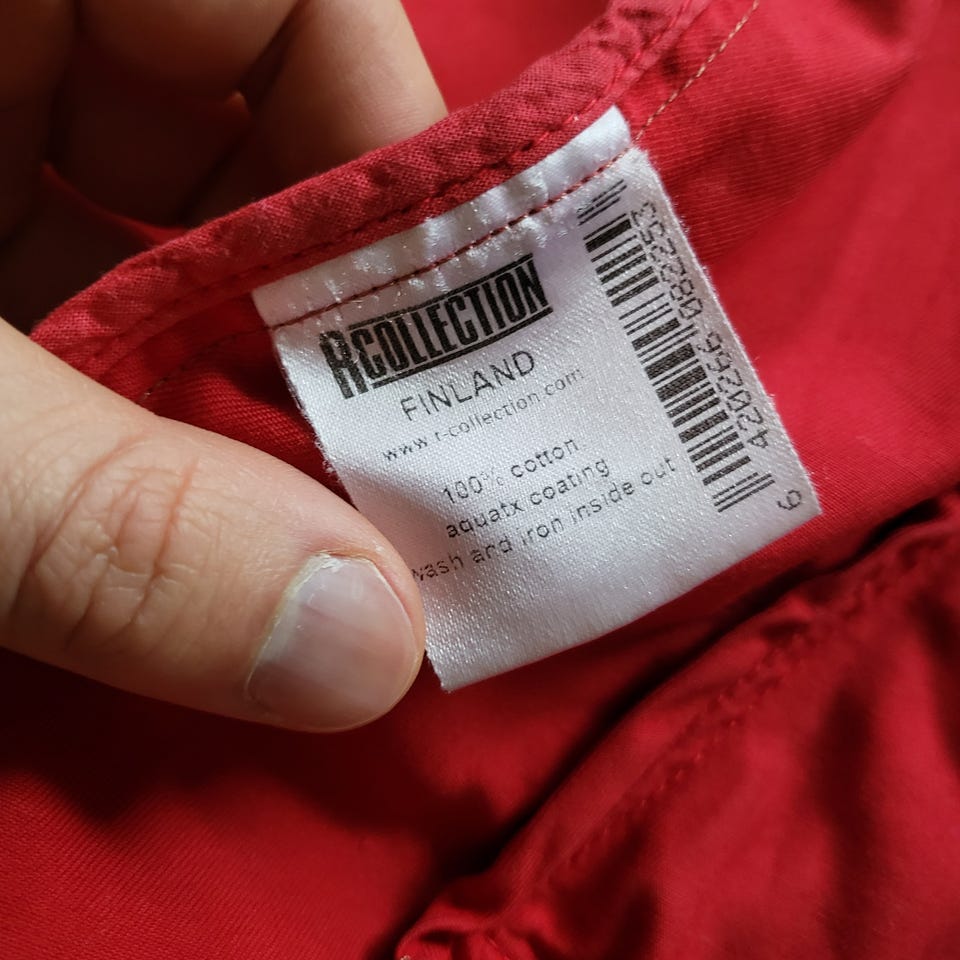 RCOLLECTION
FINLAND
www.r-collection.com
100% cotton
aquatx coating
wash and iron inside out
6 420266 082253